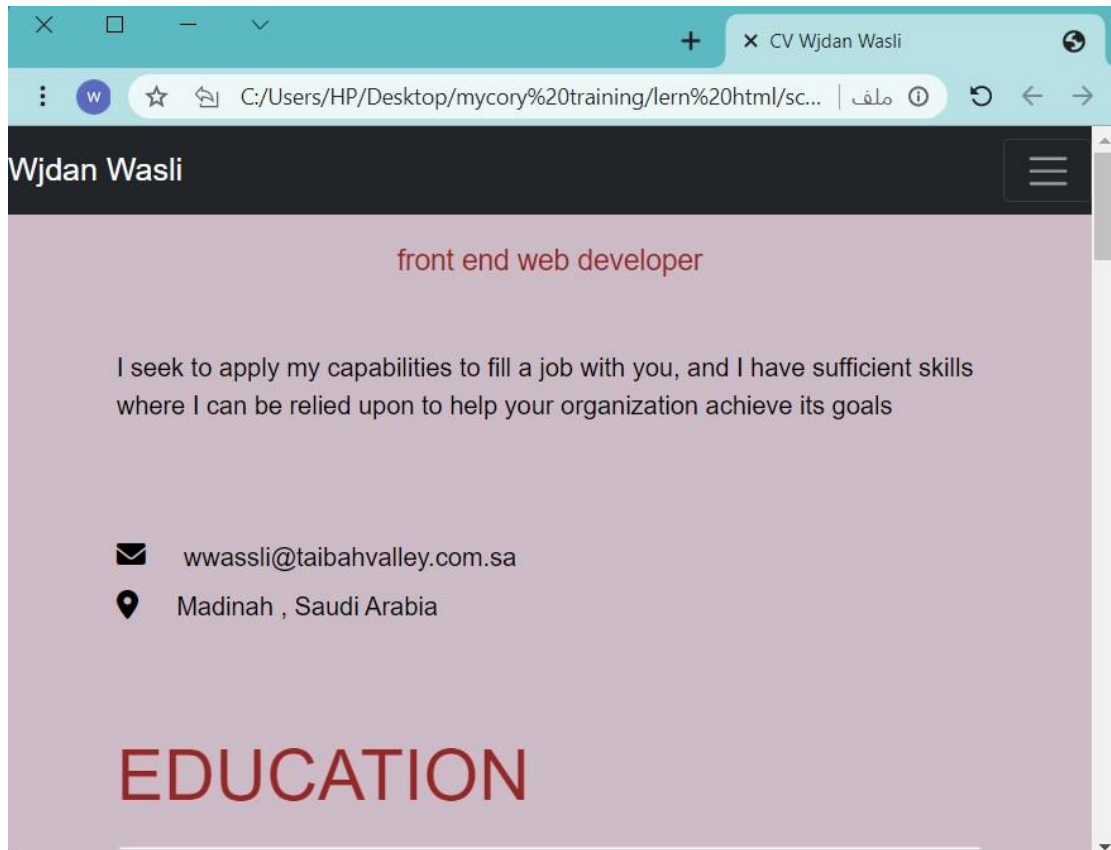 CV Wjdan Wasli
W
C:/Users/HP/Desktop/mycory%20training/lern%20html/sc... | ملف
Wjdan Wasli
front end web developer
I seek to apply my capabilities to fill a job with you, and I have sufficient skills
where I can be relied upon to help your organization achieve its goals
wwassli@taibahvalley.com.sa
Madinah , Saudi Arabia
EDUCATION